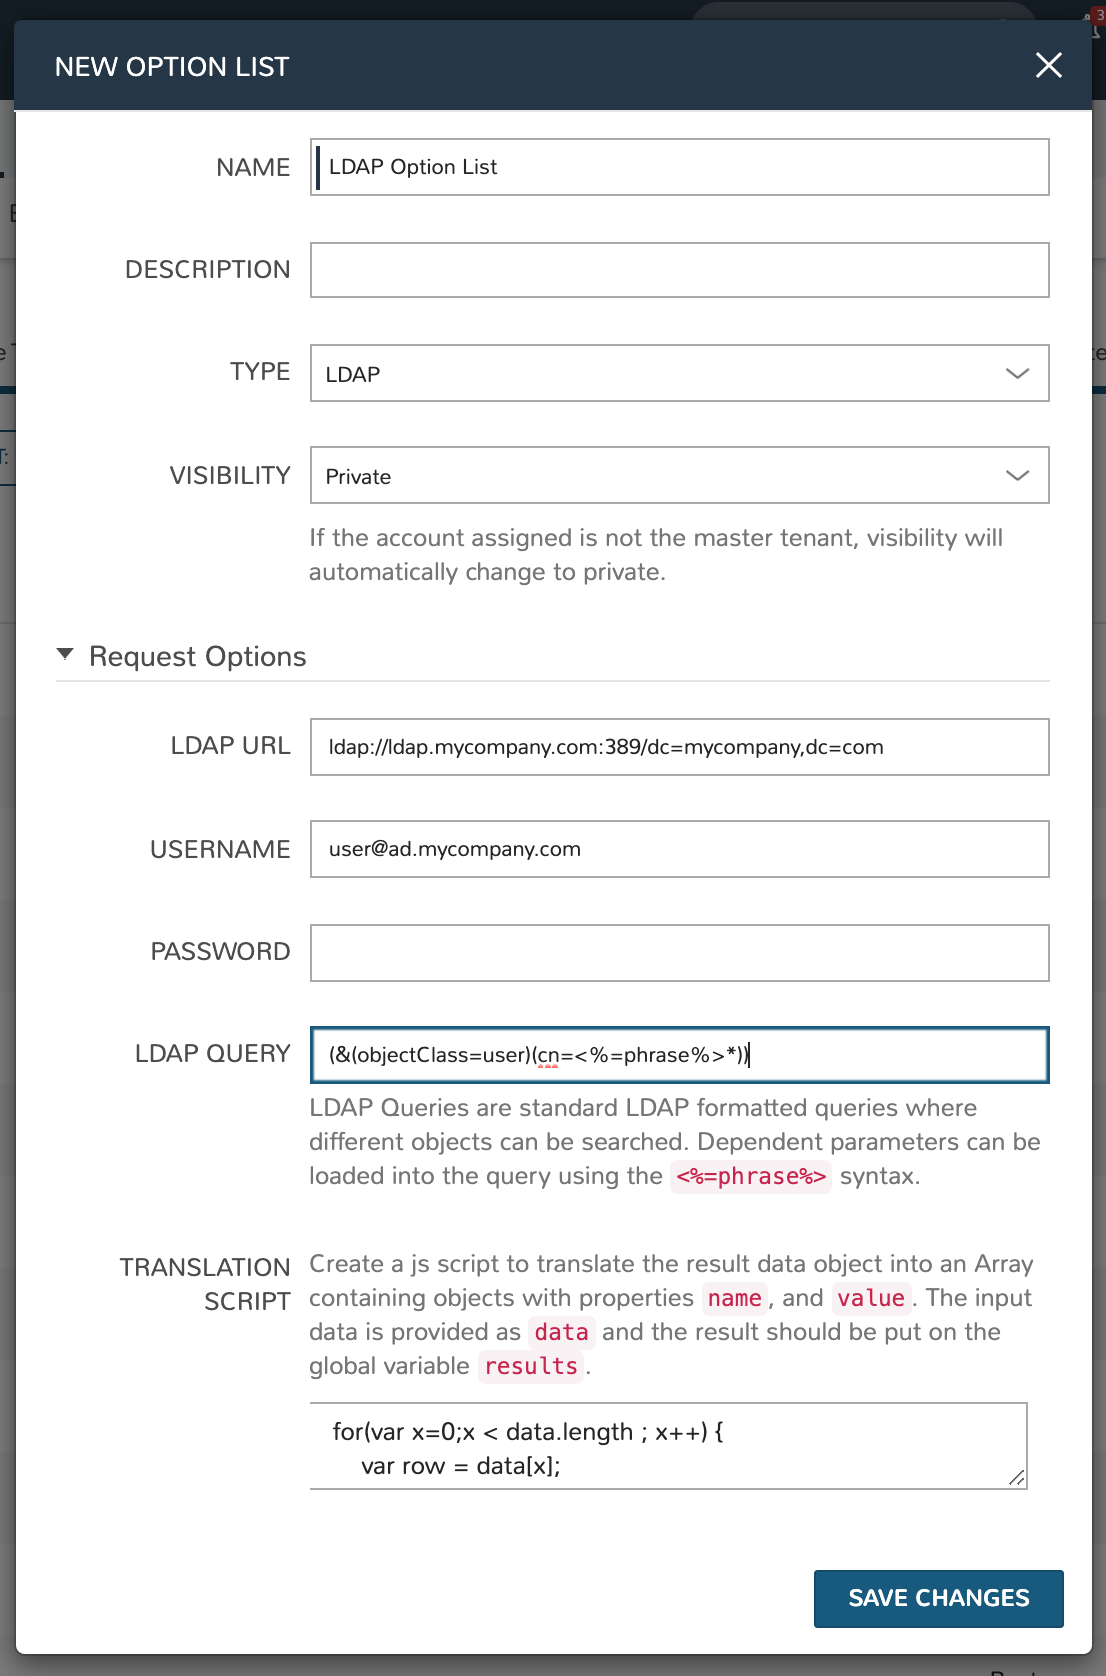 3
NEW OPTION LIST
NAME
LDAP Option List
DESCRIPTION
TYPE
LDAP
VISIBILITY
Private
If the account assigned is not the master tenant, visibility will
automatically change to private.
Request Options
LDAP URL
ldap://ldap.mycompany.com:389/dc=mycompany,dc=com
USERNAME
user@ad.mycompany.com
PASSWORD
LDAP QUERY
(&(objectClass=user)(cn=<%=phrase%>*))
LDAP Queries are standard LDAP formatted queries where
different objects can be searched. Dependent parameters can be
loaded into the query using the <%=phrase%> syntax.
TRANSLATION
SCRIPT
Create a js script to translate the result data object into an Array
containing objects with properties name, and value. The input
data is provided as data and the result should be put on the
global variable results.
for(var x=0;x < data.length ; x++) {
var row = data[x];
SAVE CHANGES